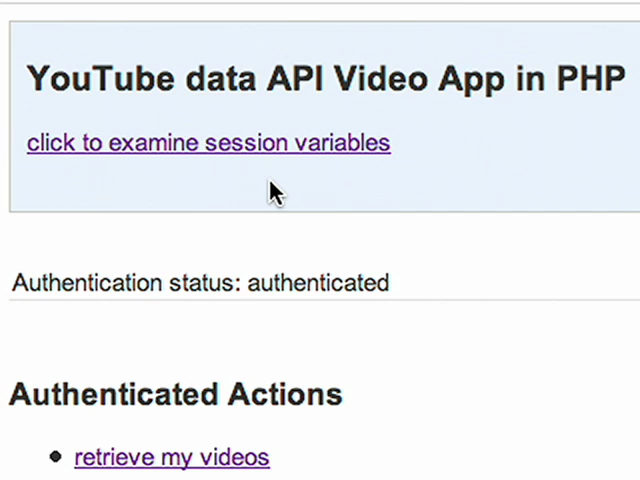 YouTube data API Video App in PHP
click to examine session variables
Authentication status: authenticated
Authenticated Actions
retrieve my videos